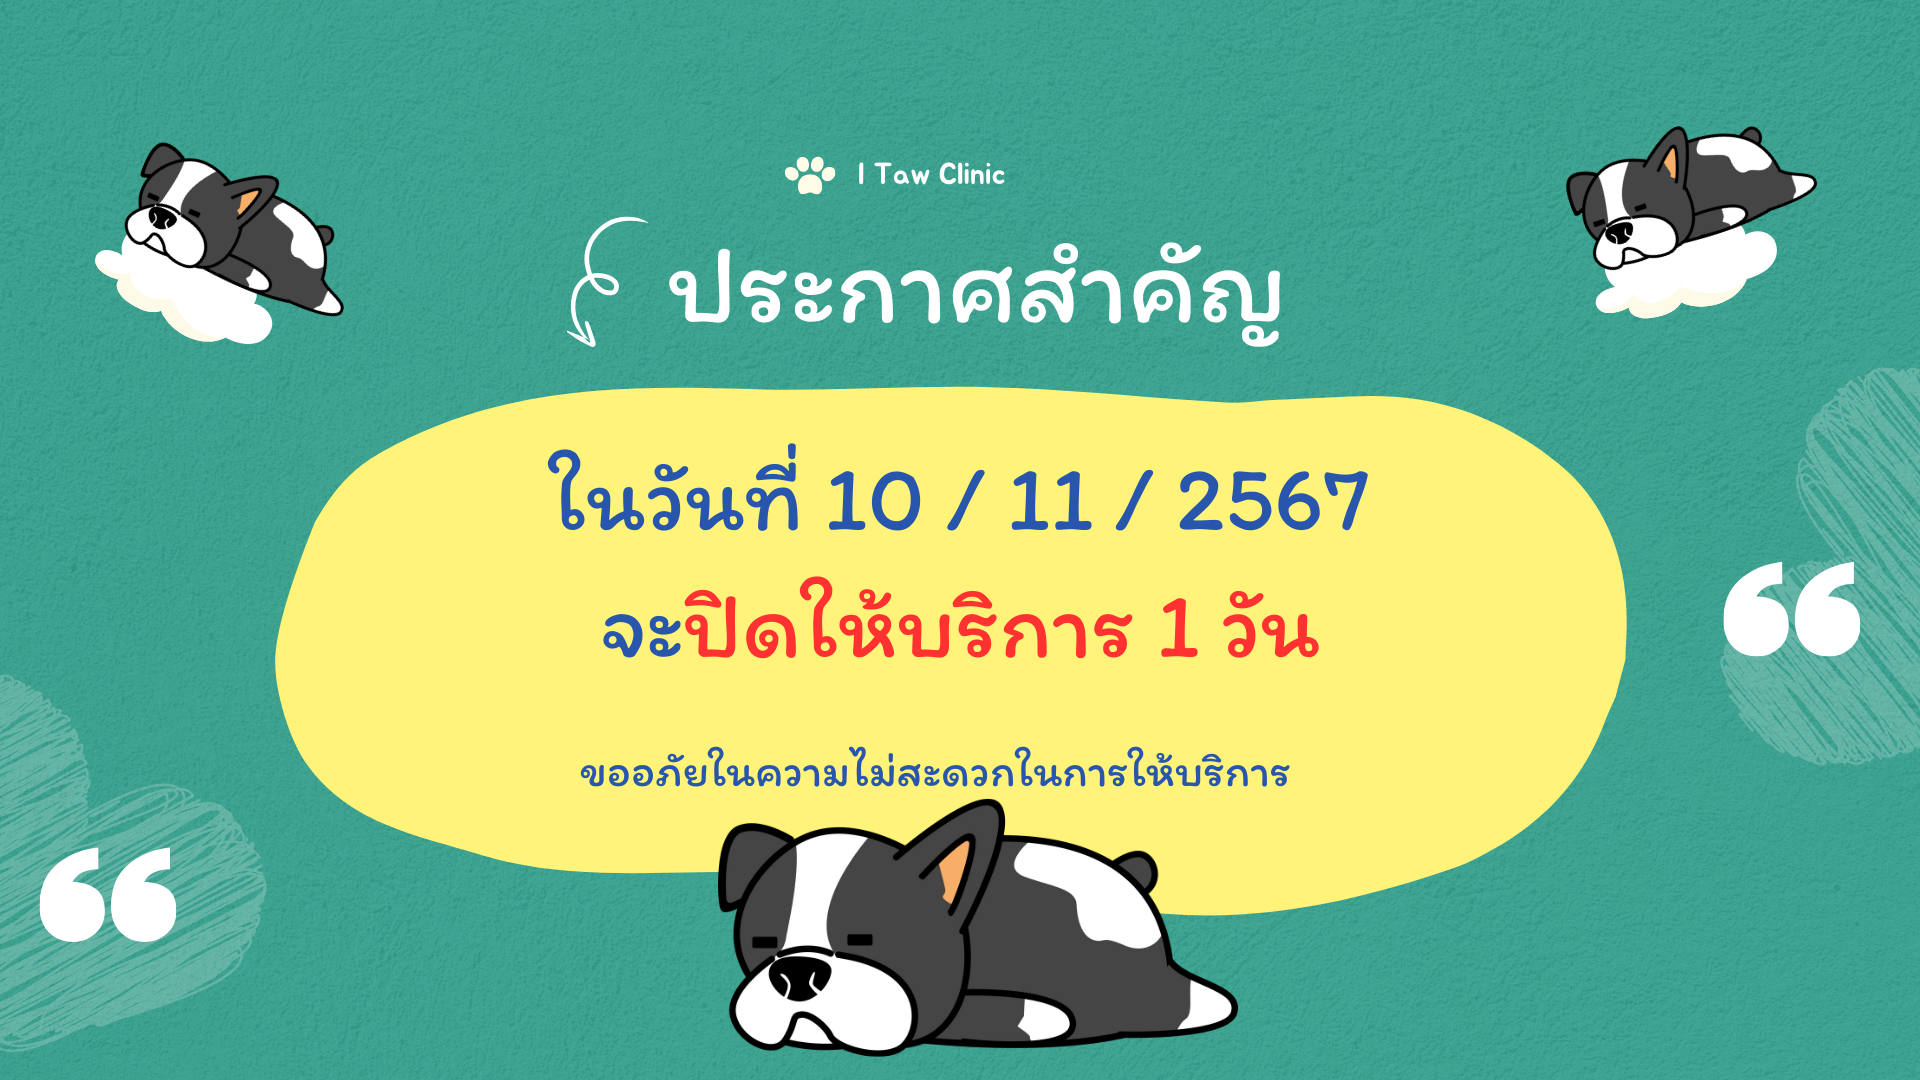 I Taw Clinic
ประกาศสำคัญ
ในวันที่ 10 / 11 / 2567
จะปิดให้บริการ 1 วัน
ขออภัยในความไม่สะดวกในการให้บริการ